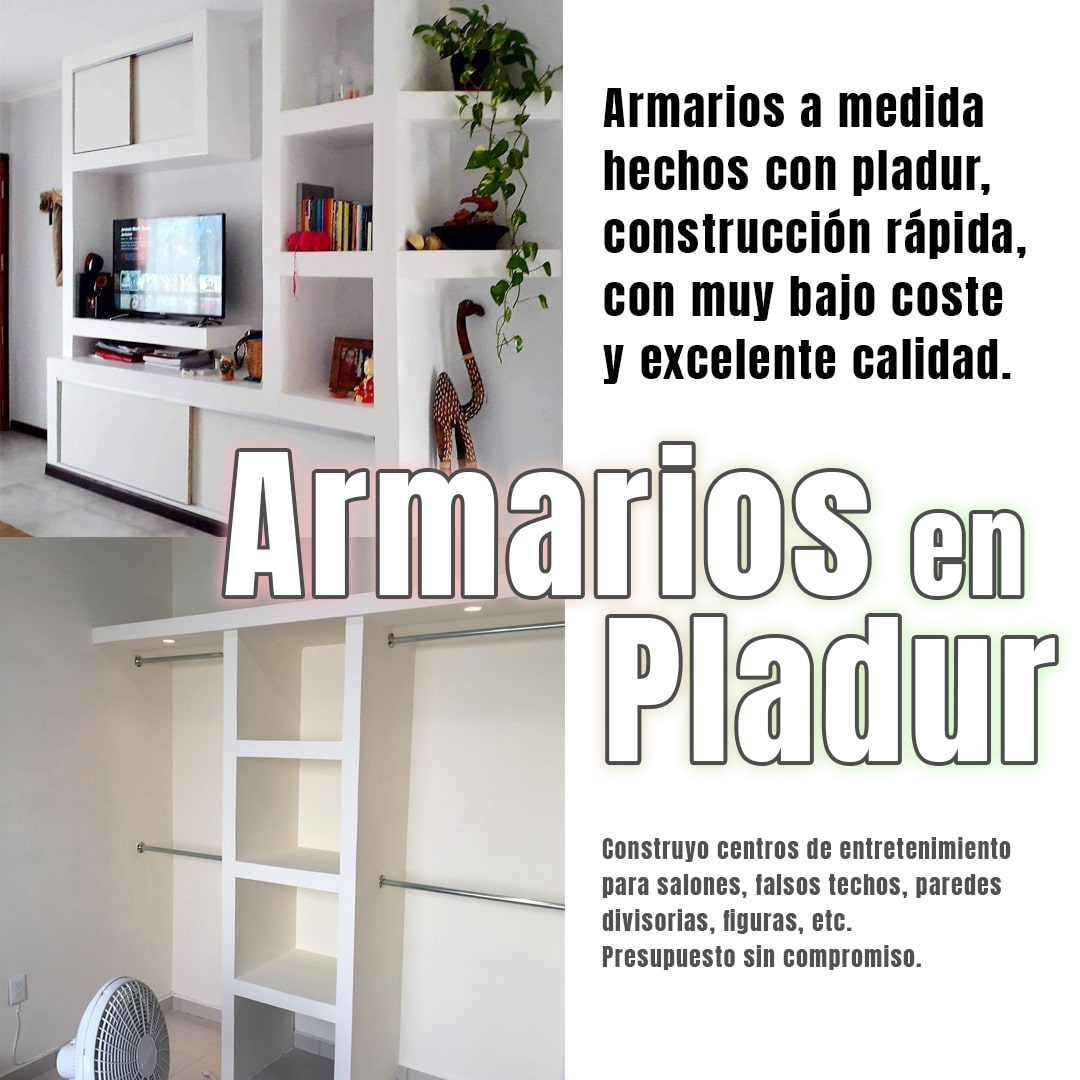 Armarios a medida
hechos con pladur,
construcción rápida,
con muy bajo coste
y excelente calidad.
Armarios en
Pladur
Construyo centros de entretenimiento
para salones, falsos techos, paredes
divisorias, figuras, etc.
Presupuesto sin compromiso.